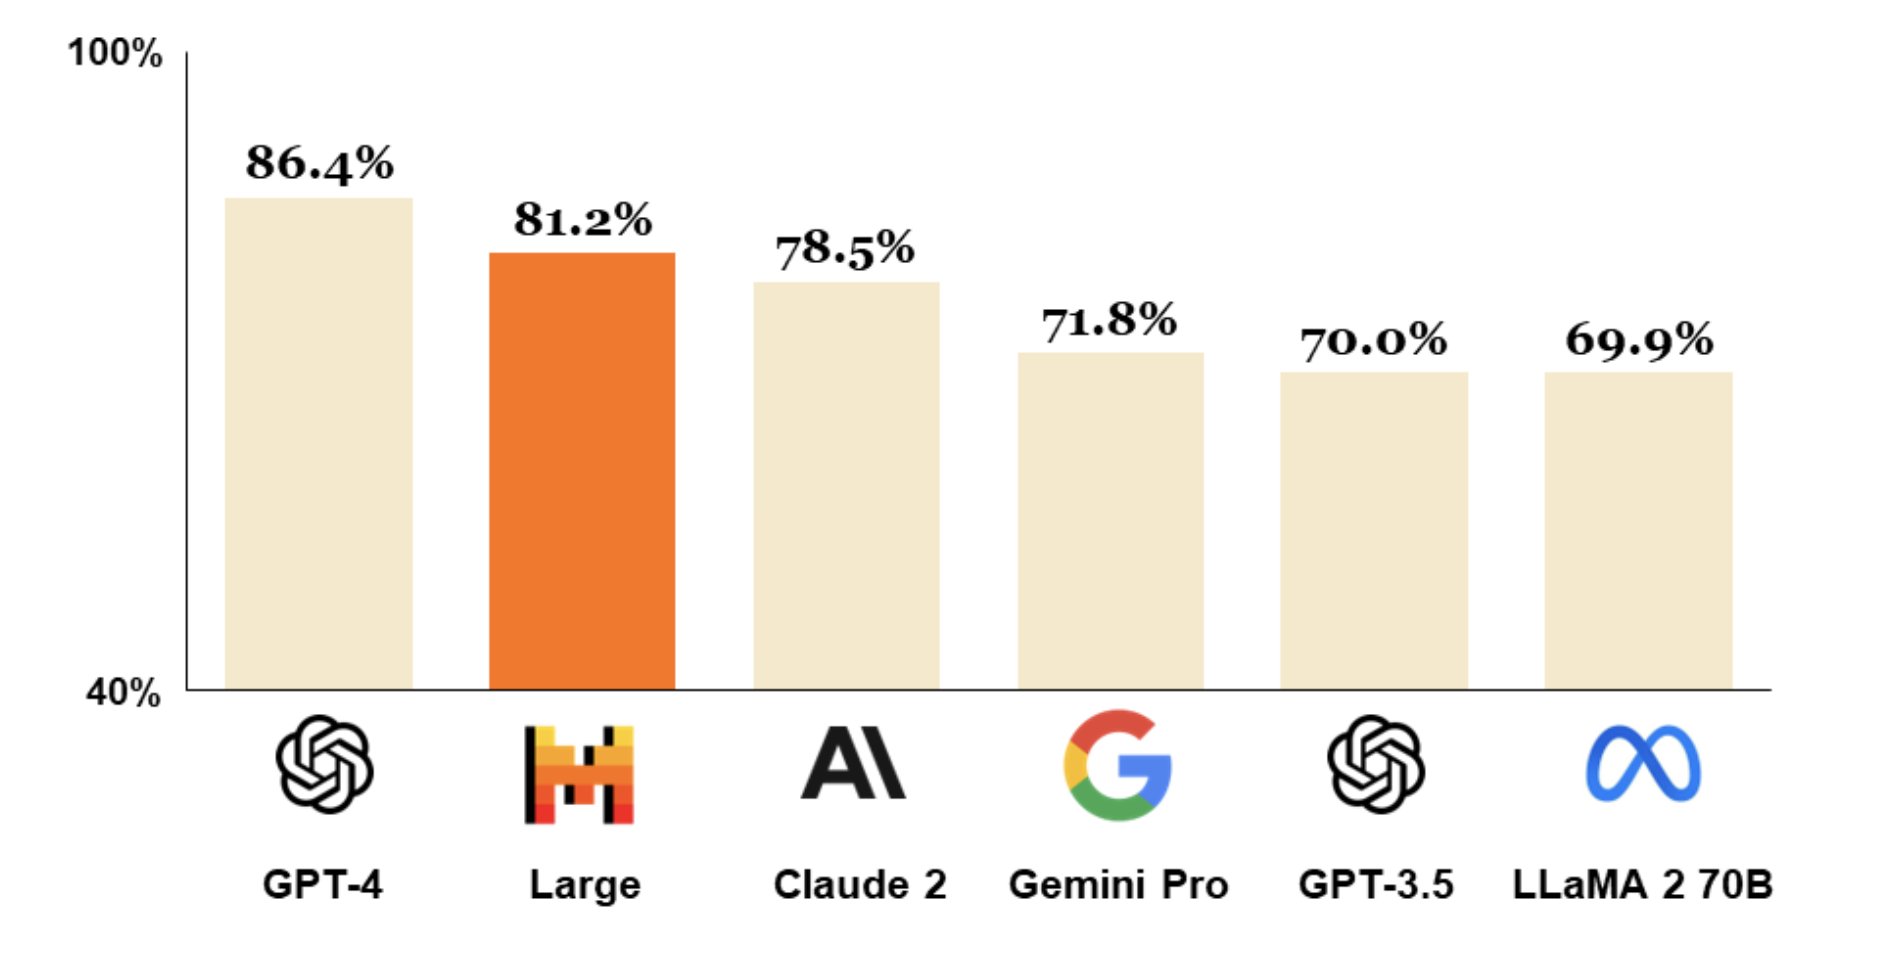 100%
86.4%
81.2%
78.5%
71.8%
70.0%
69.9%
40%
GPT-4
Large
Claude 2
Gemini Pro
GPT-3.5
LLaMA 2 70B